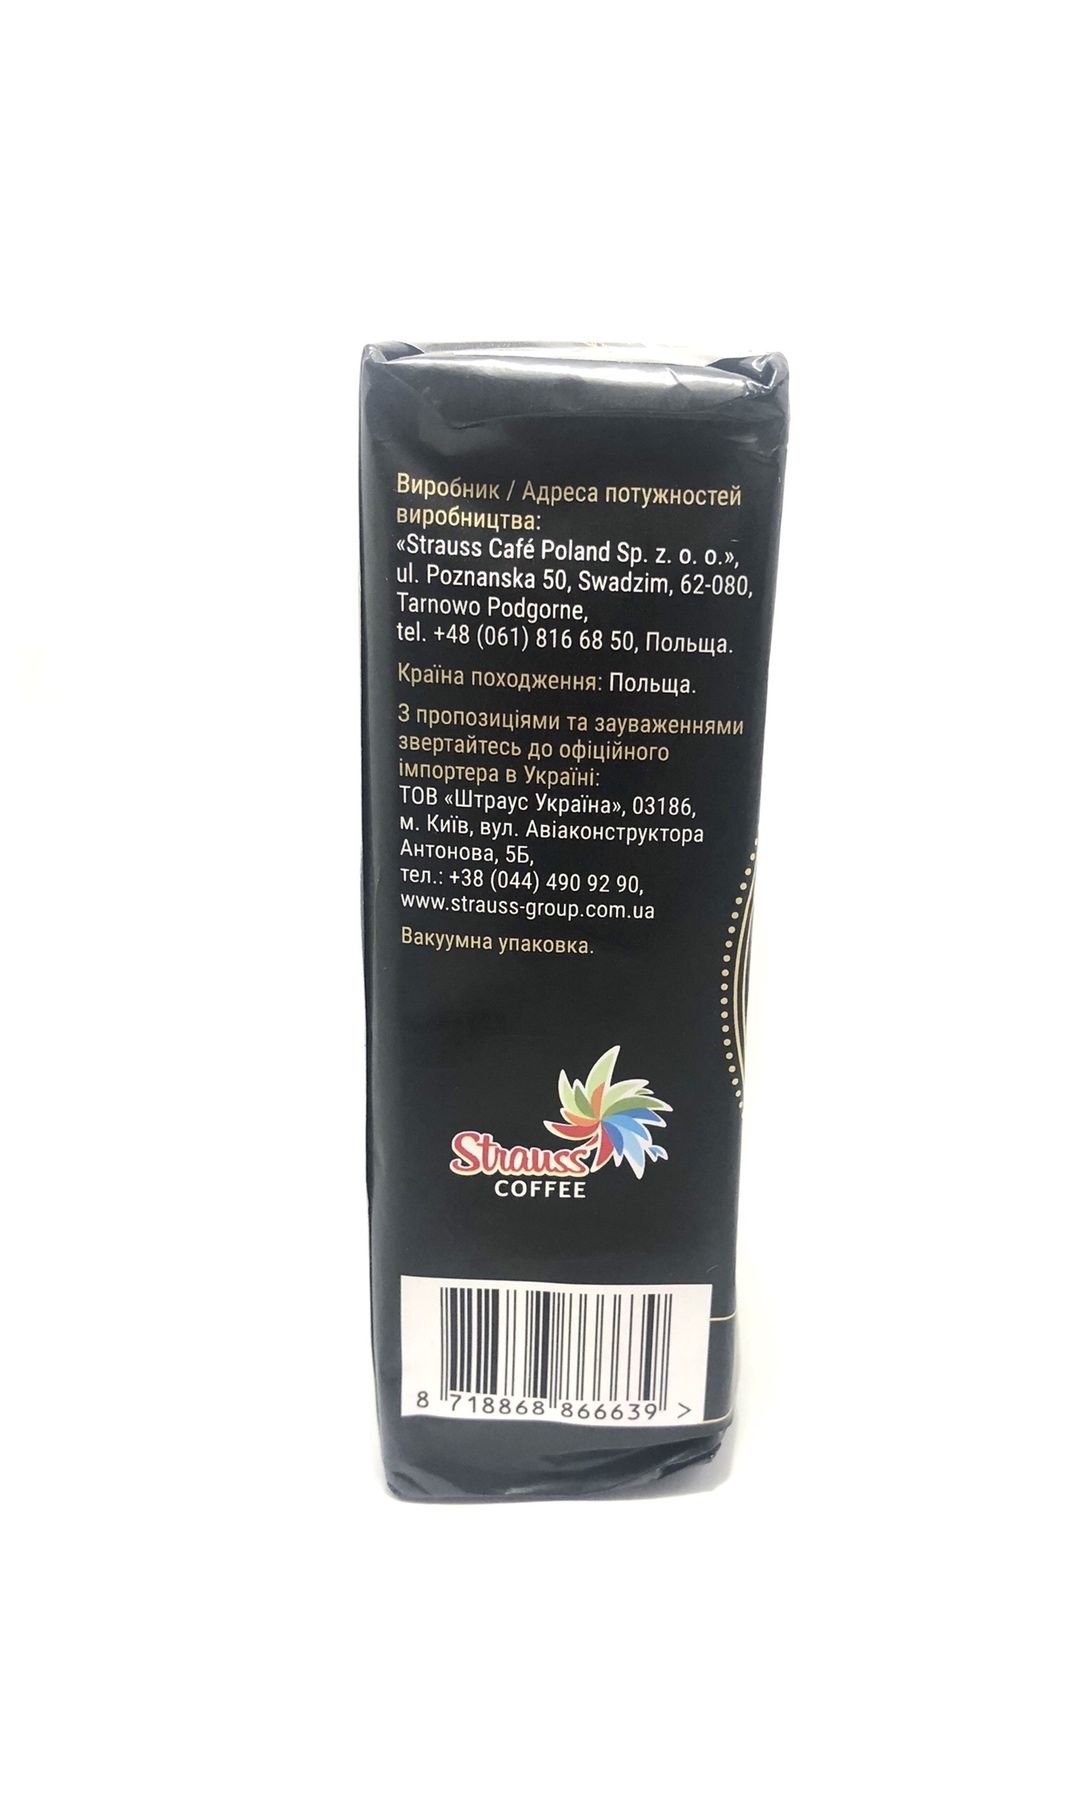 Виробник / Адреса потужностей
виробництва:
«Strauss Café Poland Sp. z. o. o.»,
ul. Poznanska 50, Swadzim, 62-080,
Tarnowo Podgorne,
tel. +48 (061) 816 68 50, Польща.
Країна походження: Польща.
З пропозиціями та зауваженнями
звертайтесь до офіційного
імпортера в Україні:
ТОВ «Штраус Україна», 03186,
м. Київ, вул. Авіаконструктора
Антонова, 5Б,
тел.: +38 (044) 490 92 90,
www.strauss-group.com.ua
Вакуумна упаковка.
Strauss
COFFEE
8 718868 866639 >